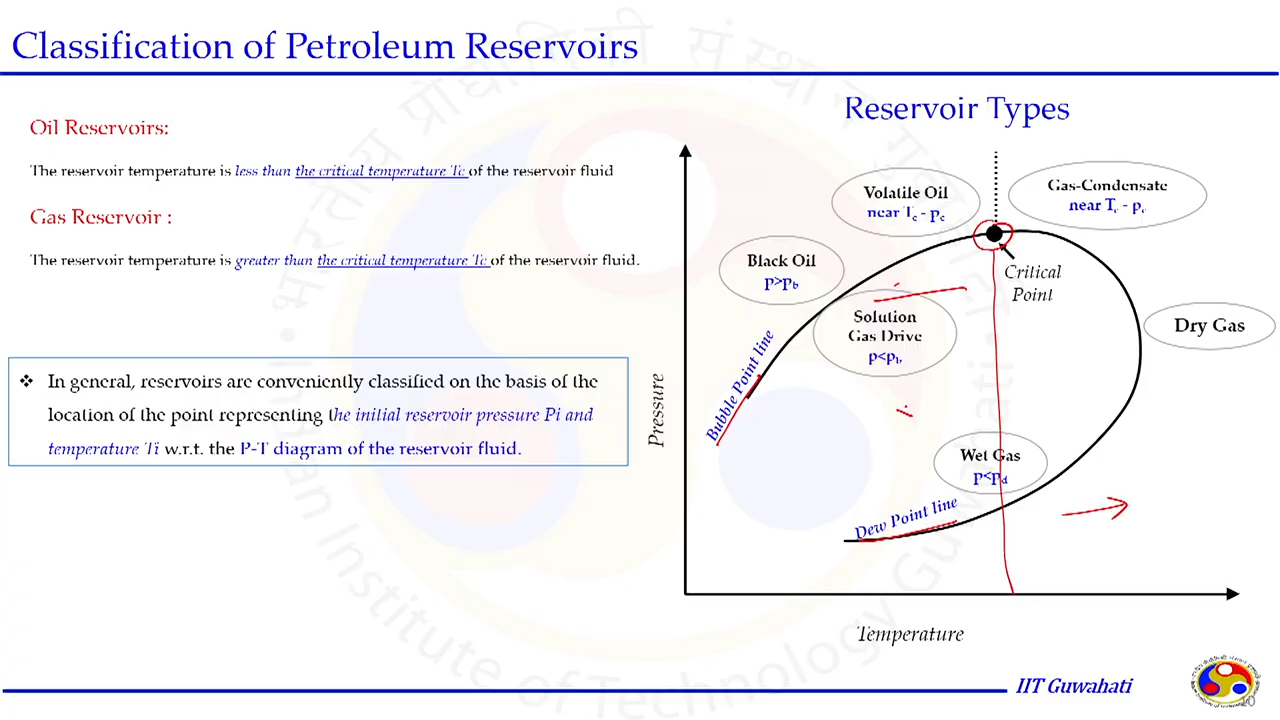 Classification of Petroleum Reservoirs
Oil Reservoirs:
The reservoir temperature is less than the critical temperature Tc of the reservoir fluid
Gas Reservoir :
The reservoir temperature is greater than the critical temperature Tc of the reservoir fluid.
❖ In general, reservoirs are conveniently classified on the basis of the
location of the point representing the initial reservoir pressure Pi and
temperature Ti w.r.t. the P-T diagram of the reservoir fluid.
Reservoir Types
Volatile Oil
near Tc - pc
Gas-Condensate
near Tc - pc
Black Oil
p>pb
Critical
Point
Solution
Gas Drive
p<pb
Dry Gas
Bubble Point line
Wet Gas
p<pd
Dew Point line
Pressure
Temperature
IIT Guwahati
Indian Institute of Technology Guwahati